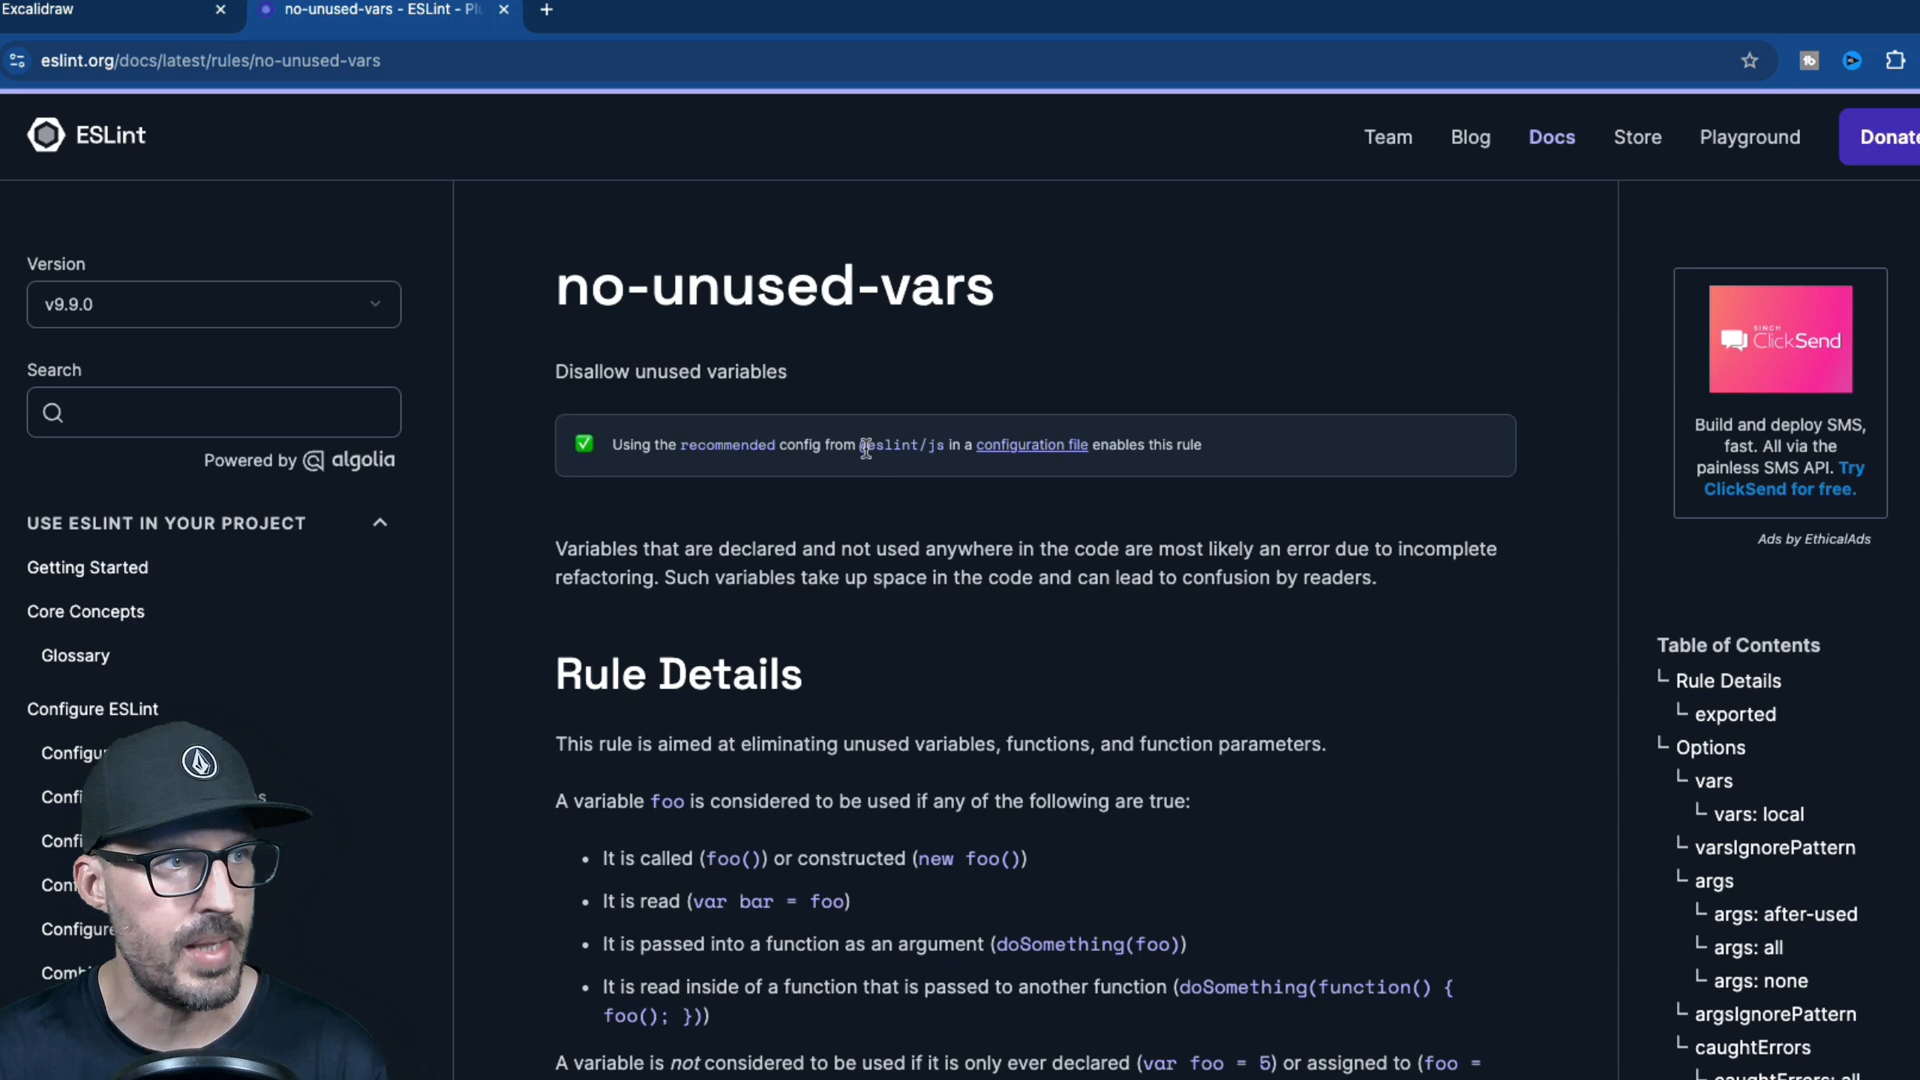 Excalidraw
no-unused-vars - ESLint - Pl
eslint.org/docs/latest/rules/no-unused-vars
ESLint
Team
Blog
Docs
Store
Playground
Donate
Version
v9.9.0
Search
Powered by algolia
USE ESLINT IN YOUR PROJECT
Getting Started
Core Concepts
Glossary
Configure ESLint
no-unused-vars
Disallow unused variables
Using the recommended config from @eslint/js in a configuration file enables this rule
Variables that are declared and not used anywhere in the code are most likely an error due to incomplete
refactoring. Such variables take up space in the code and can lead to confusion by readers.
Rule Details
This rule is aimed at eliminating unused variables, functions, and function parameters.
A variable foo is considered to be used if any of the following are true:
• It is called (foo()) or constructed (new foo())
• It is read (var bar = foo)
• It is passed into a function as an argument (doSomething(foo))
• It is read inside of a function that is passed to another function (doSomething(function() {
foo(); }))
A variable is not considered to be used if it is only ever declared (var foo = 5) or assigned to (foo =
SINCH
ClickSend
Build and deploy SMS,
fast. All via the
painless SMS API. Try
ClickSend for free.
Ads by EthicalAds
Table of Contents
Rule Details
exported
Options
vars
vars: local
varsIgnorePattern
args
args: after-used
args: all
args: none
argsIgnorePattern
caughtErrors
caughtErrors: all